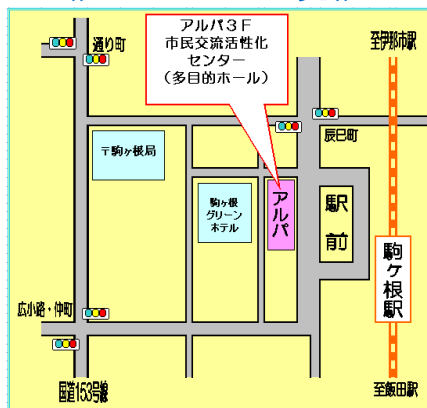 アルパ3F
市民交流活性化
センター
(多目的ホール)
通り町
至伊那市駅
辰巳町
〒駒ヶ根局
駒ヶ根
グリーン
ホテル
アルパ
駅前
駒ヶ根駅
広小路・仲町
国道153号線
至飯田駅